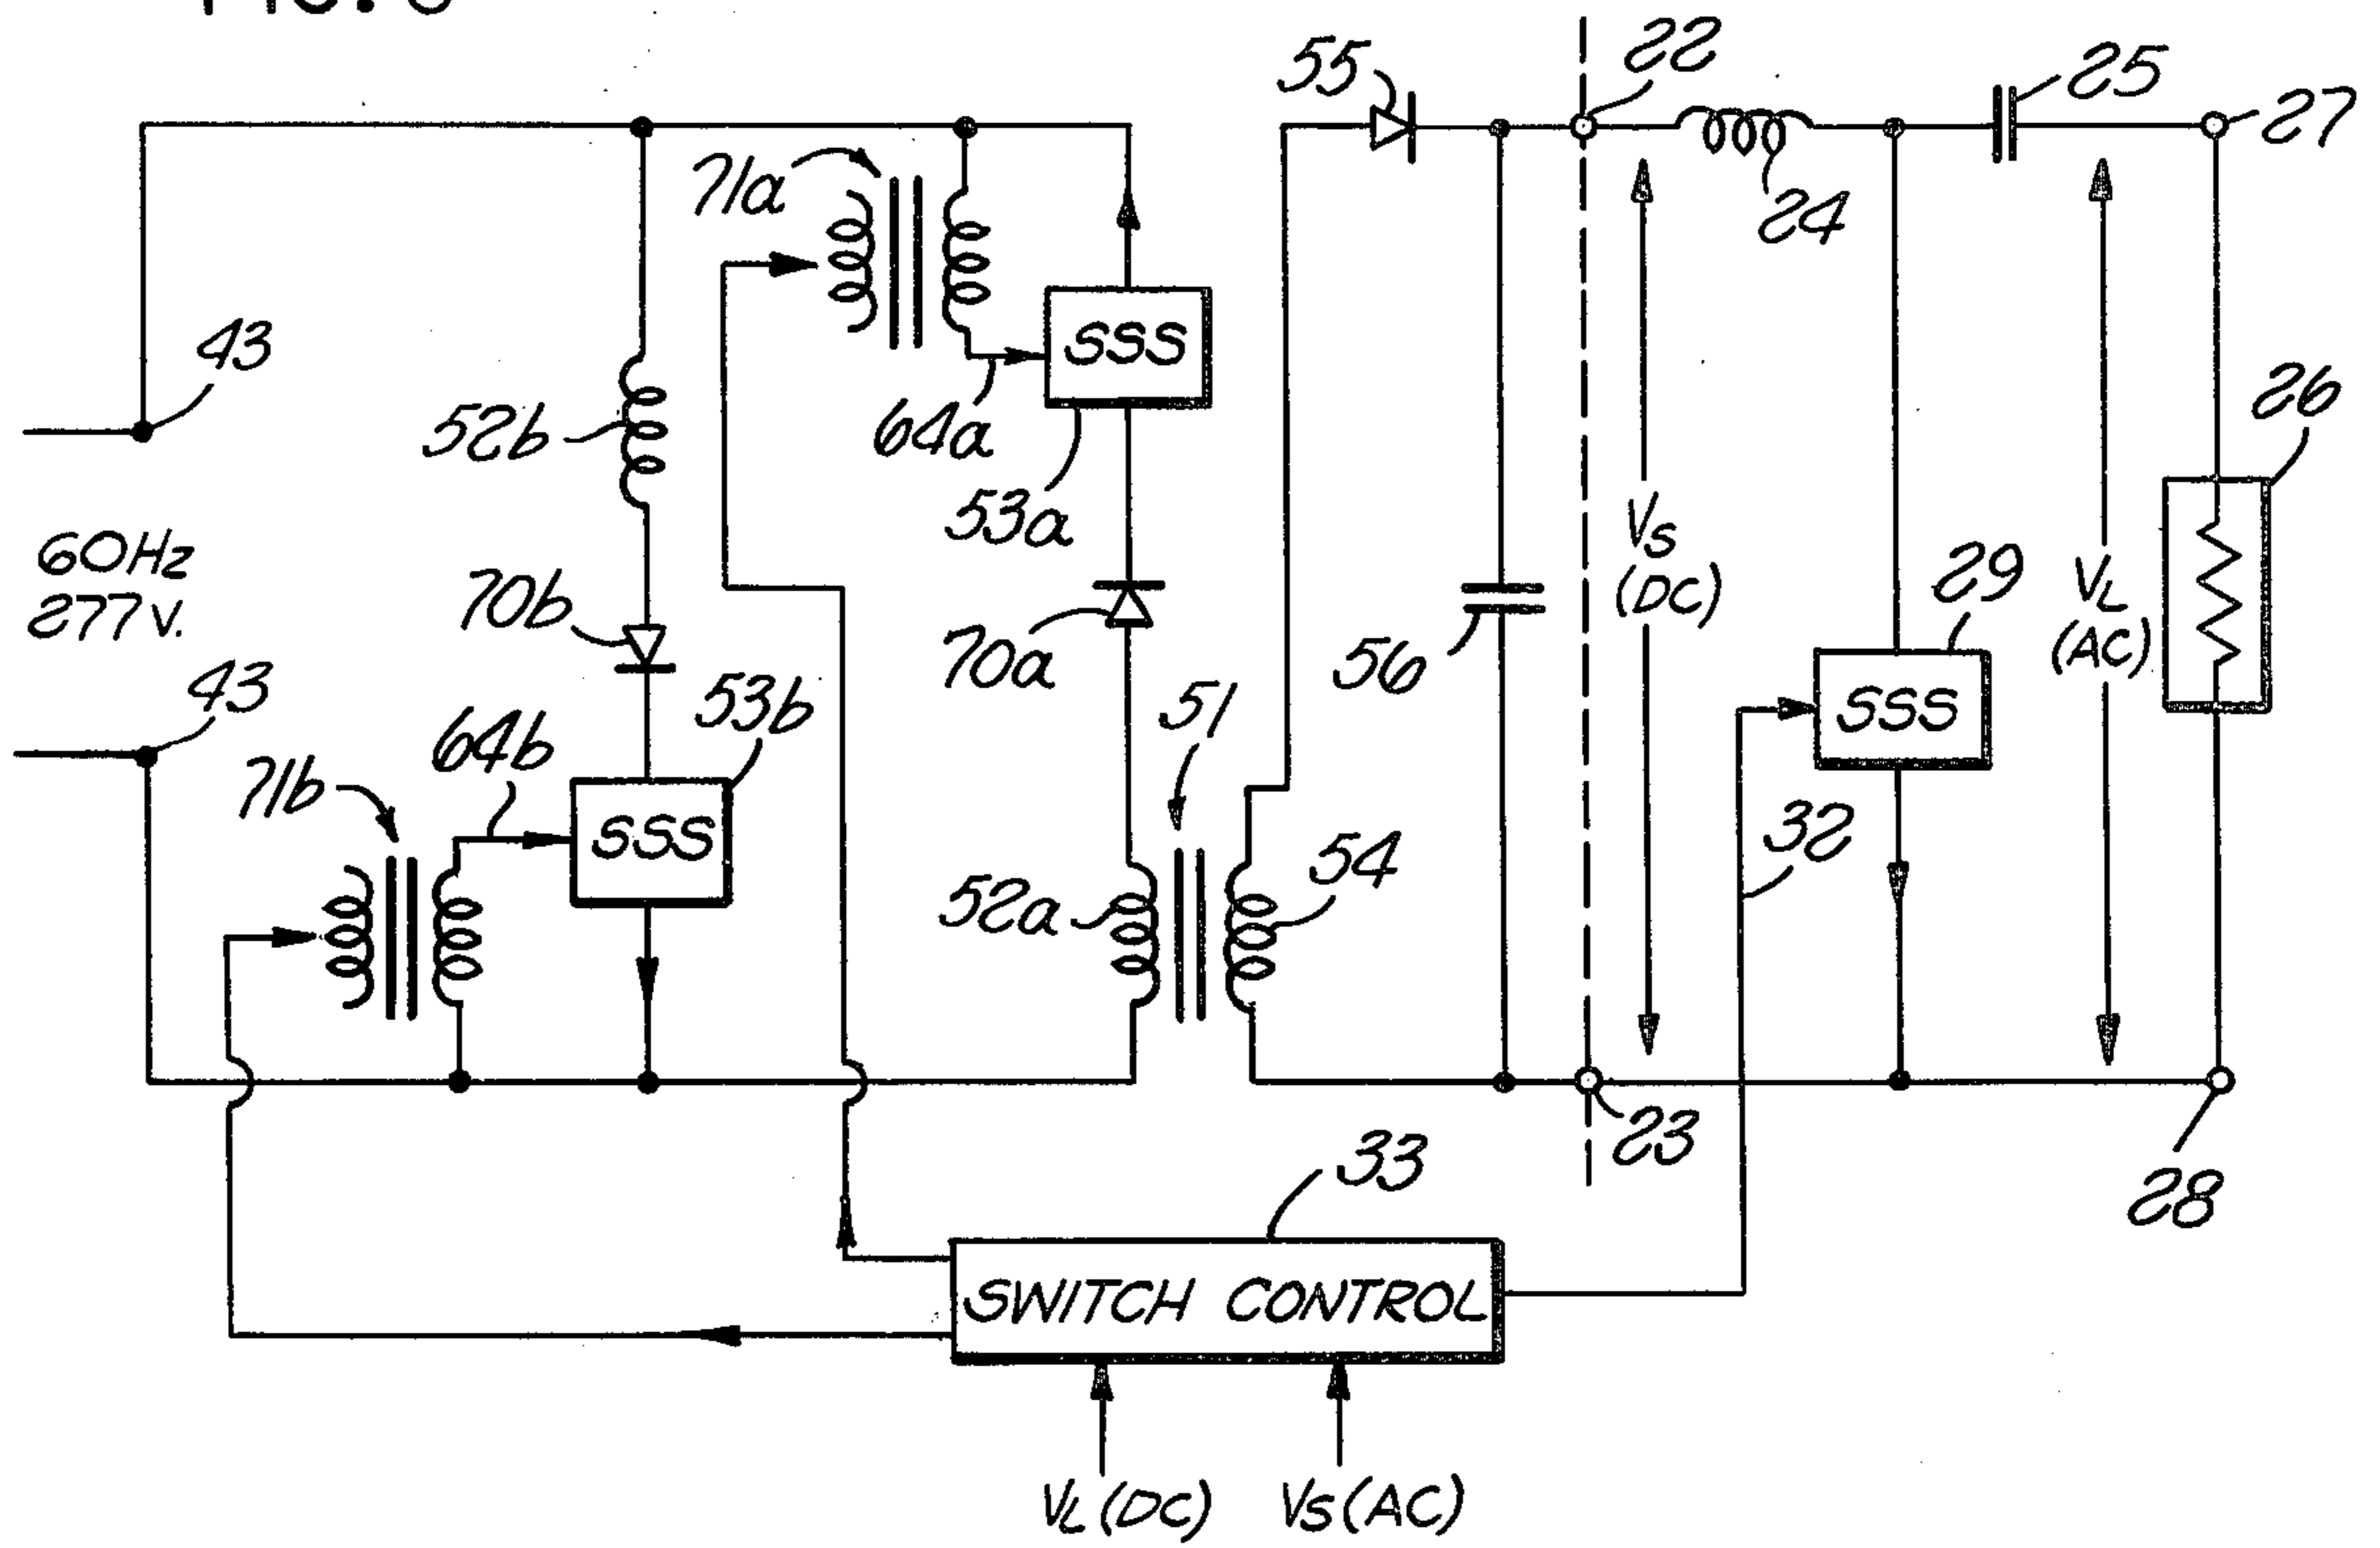 22
55
25
27
71a
24
43
SSS
26
52b
64a
53a
VS
(DC)
60HZ
277 V.
70b
29
VL
(AC)
70a
56
43
53b
51
SSS
64b
71b
SSS
32
54
52a
23
33
28
SWITCH CONTROL
VL (DC)
VS (AC)